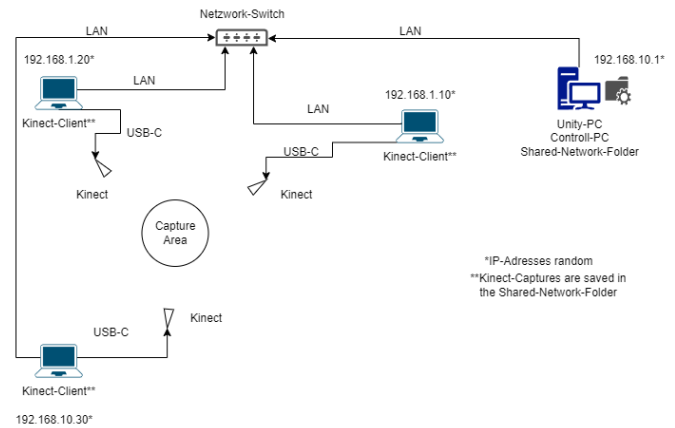 Netzwork-Switch
LAN
LAN
192.168.1.20*
192.168.10.1*
LAN
192.168.1.10*
LAN
Kinect-Client**
USB-C
Unity-PC
Controll-PC
Shared-Network-Folder
USB-C
Kinect-Client**
Kinect
Kinect
Capture
Area
*IP-Adresses random
**Kinect-Captures are saved in
the Shared-Network-Folder
Kinect
USB-C
Kinect-Client**
192.168.10.30*